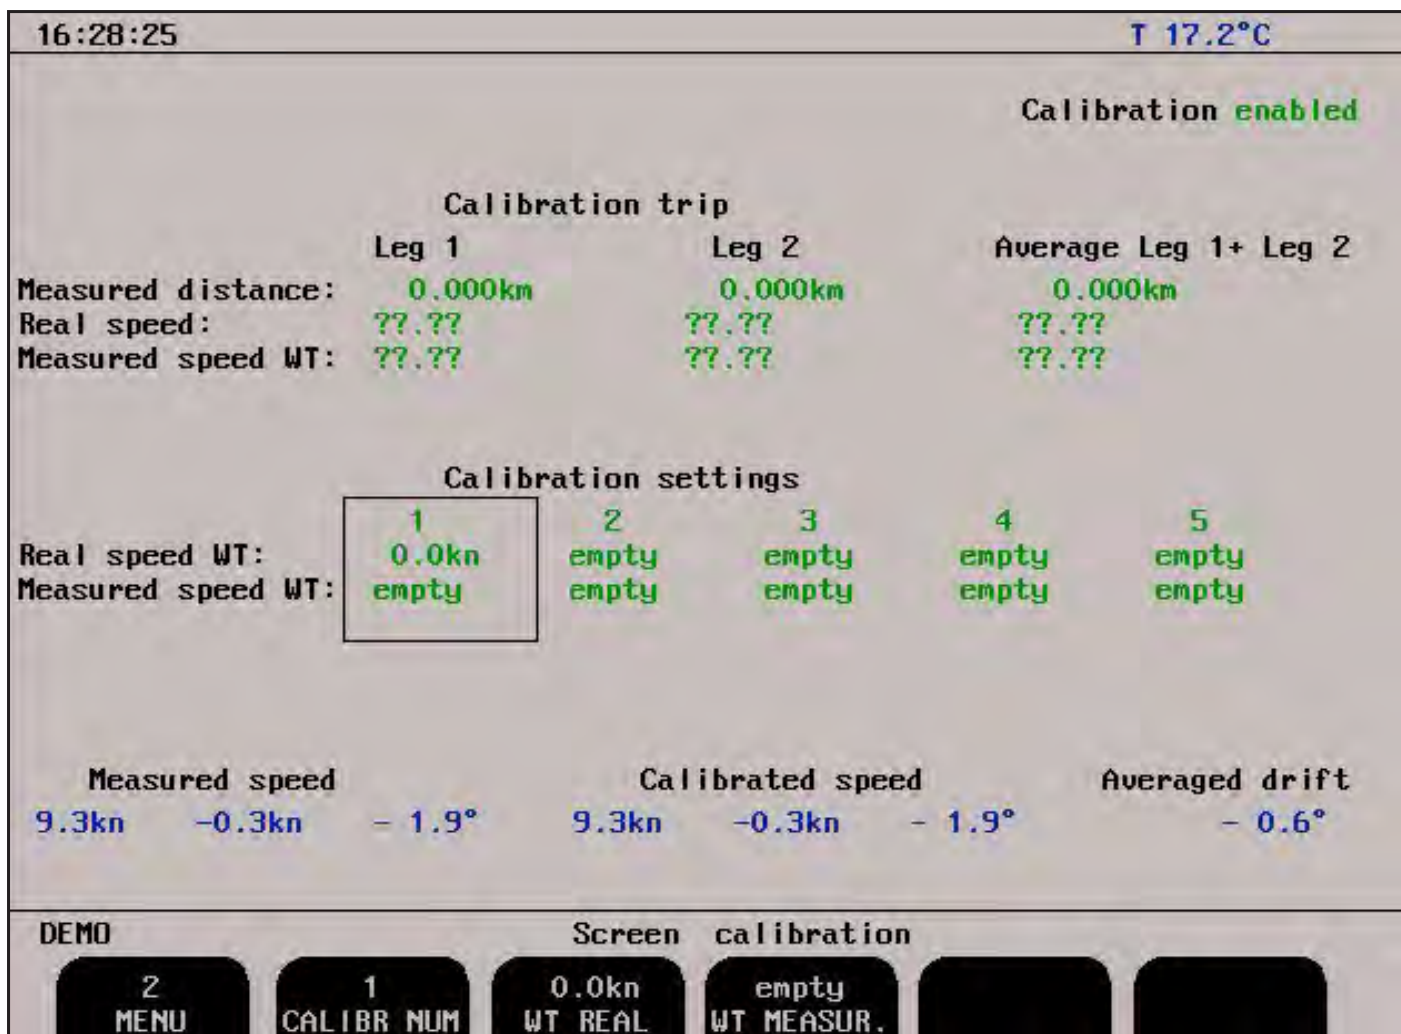 16:28:25 T 17.2°C
Calibration enabled
Calibration trip
Leg 1 Leg 2 Average Leg 1+ Leg 2
Measured distance: 0.000km 0.000km 0.000km
Real speed: ??.?? ??.?? ??.??
Measured speed WT: ??.?? ??.?? ??.??
Calibration settings
1 2 3 4 5
Real speed WT: 0.0kn empty empty empty empty
Measured speed WT: empty empty empty empty empty
Measured speed Calibrated speed Averaged drift
9.3kn -0.3kn - 1.9° 9.3kn -0.3kn - 1.9° - 0.6°
DEMO Screen calibration
2 1 0.0kn empty
MENU CALIBR NUM WT REAL WT MEASUR.